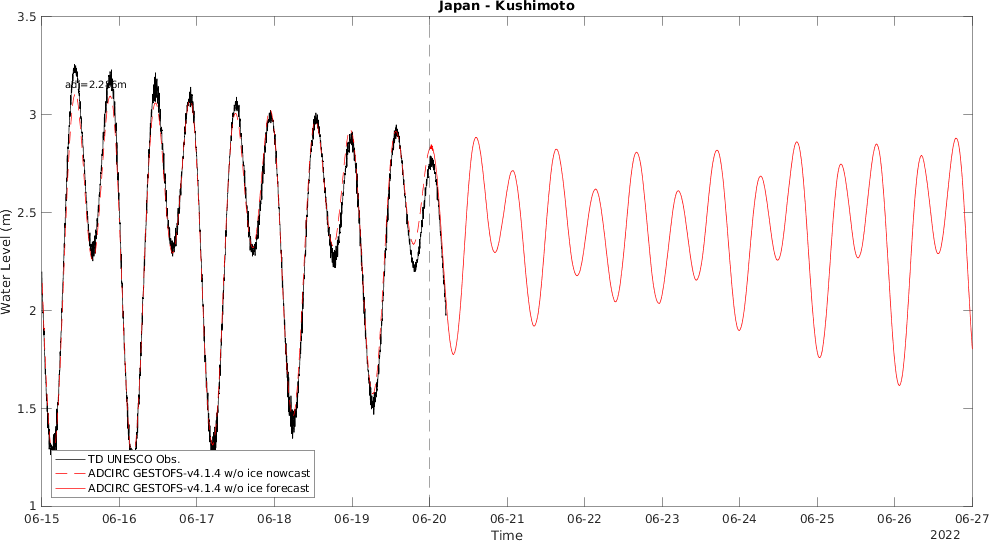 Japan - Kushimoto
3.5
3
2.5
2
1.5
1
Water Level (m)
TD UNESCO Obs.
ADCIRC GESTOFS-v4.1.4 w/o ice nowcast
ADCIRC GESTOFS-v4.1.4 w/o ice forecast
06-15 06-16 06-17 06-18 06-19 06-20 06-21 06-22 06-23 06-24 06-25 06-26 06-27
Time
2022